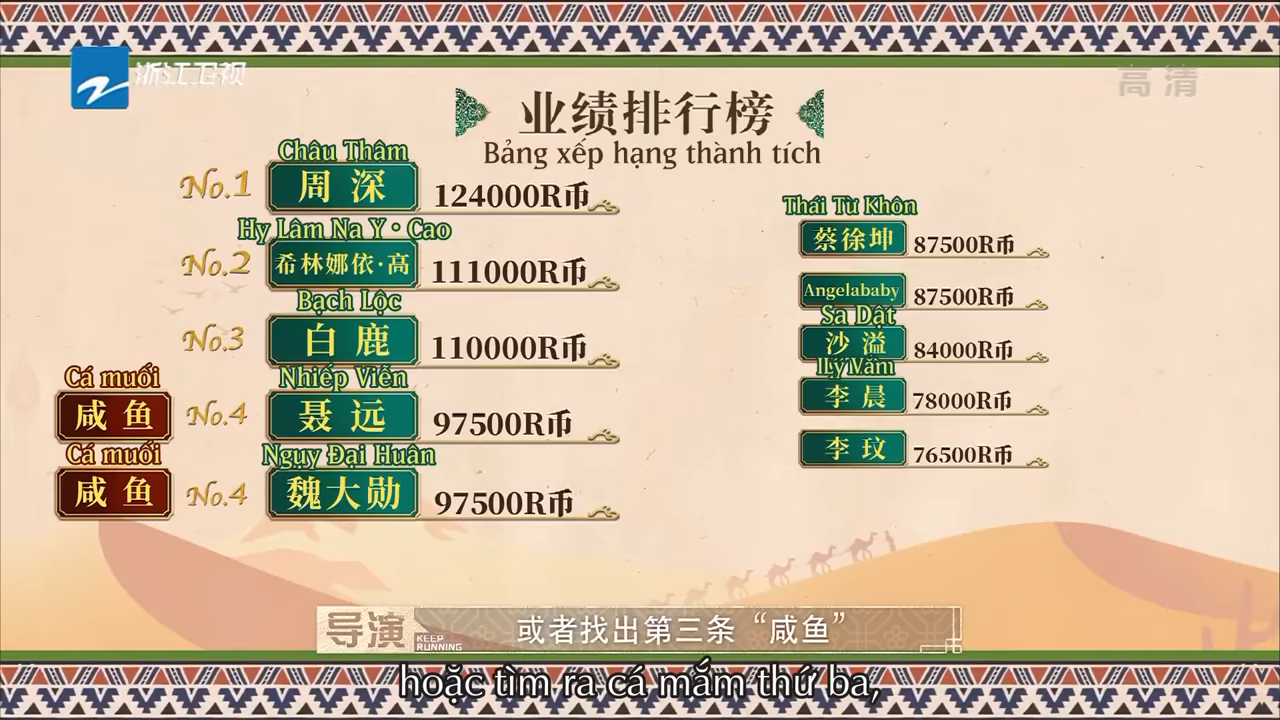 浙江卫视
高清
业绩排行榜
Bảng xếp hạng thành tích
Châu Thâm
No.1 周深 124000R币
Hy Lâm Na Y·Cao
No.2 希林娜依·高 111000R币
Bạch Lộc
No.3 白鹿 110000R币
Cá muối Nhiếp Viễn
咸鱼 No.4 聂远 97500R币
Cá muối Ngụy Đại Huân
咸鱼 No.4 魏大勋 97500R币
Thái Từ Khôn
蔡徐坤 87500R币
Angelababy 87500R币
Sa Dật
沙溢 84000R币
李晨 78000R币
李玟 76500R币
导演 KEEP RUNNING 或者找出第三条“咸鱼”
hoặc tìm ra cá mắm thứ ba,